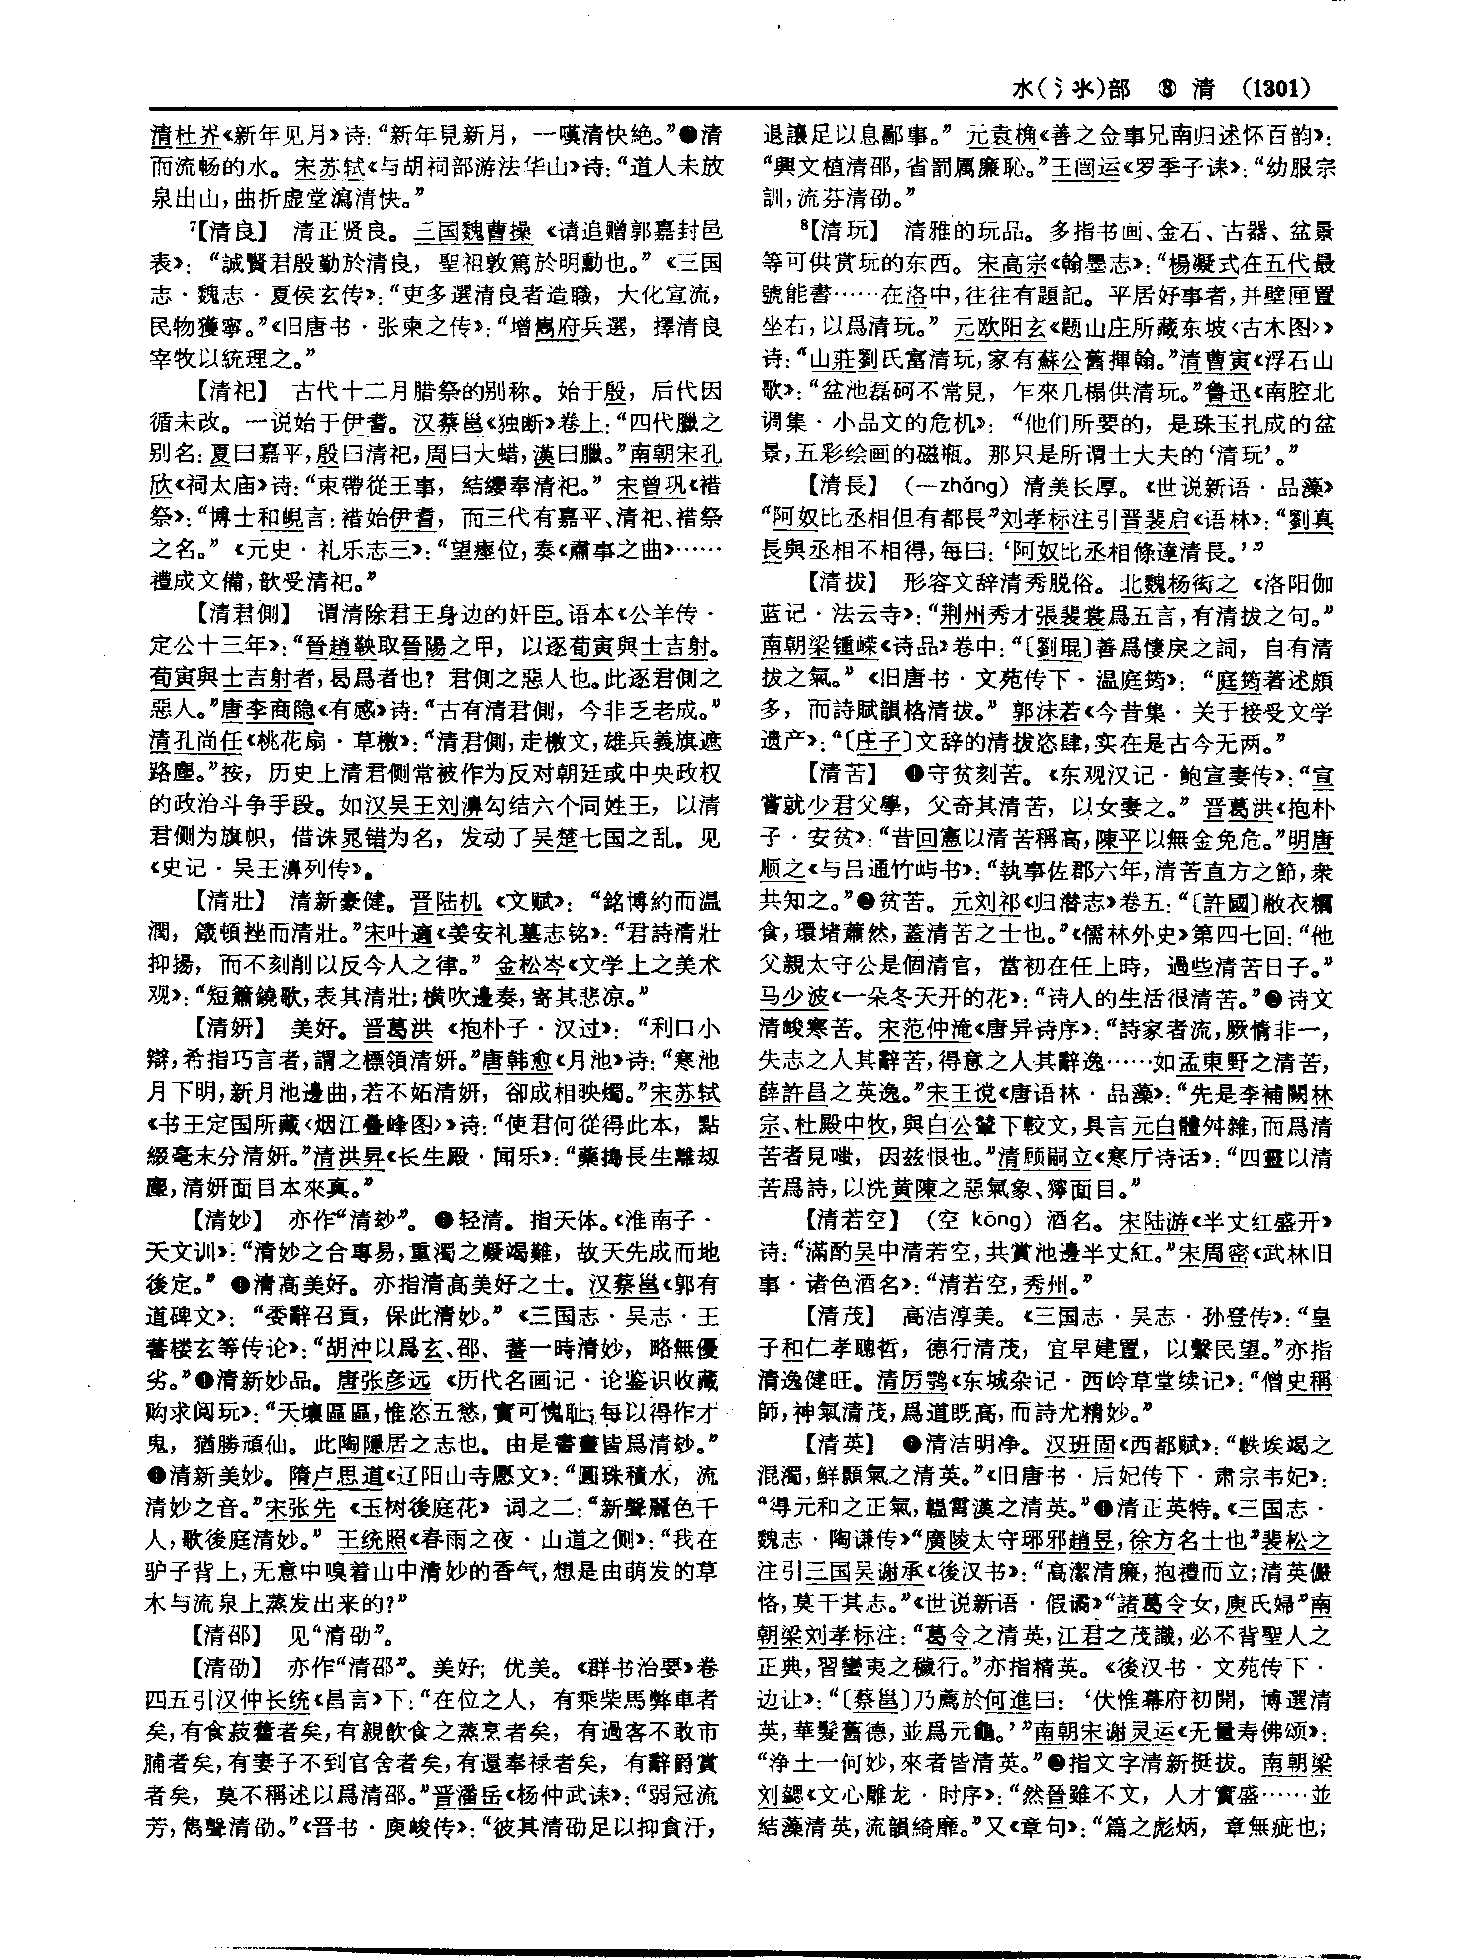 水(氵氺)部 ⑧ 清 (1301)
清杜岕《新年见月》诗：“新年見新月，一嘆清快絶。”●清
而流畅的水。宋苏轼《与胡祠部游法华山》诗：“道人未放
泉出山，曲折虚堂瀉清快。”
7【清良】 清正贤良。三国魏曹操《请追赠郭嘉封邑
表》：“誠賢君殷勤於清良，聖祖敦篤於明勳也。”《三国
志·魏志·夏侯玄传》：“吏多選清良者造職，大化宣流，
民物獲寧。”《旧唐书·张柬之传》：“增嶲府兵選，擇清良
宰牧以統理之。”
【清祀】 古代十二月腊祭的别称。始于殷，后代因
循未改。一说始于伊耆。汉蔡邕《独断》卷上：“四代臘之
别名：夏曰嘉平，殷曰清祀，周曰大蜡，漢曰臘。”南朝宋孔
欣《祠太庙》诗：“束帶從王事，結纓奉清祀。”宋曾巩《褚
祭》：“博士和峴言：褚始伊耆，而三代有嘉平、清祀、褚祭
之名。”《元史·礼乐志三》：“望瘞位，奏《肅事之曲》……
禮成文備，歆受清祀。”
【清君側】 谓清除君王身边的奸臣。语本《公羊传·
定公十三年》：“晉趙鞅取晉陽之甲，以逐荀寅與士吉射。
荀寅與士吉射者，曷爲者也？君側之惡人也。此逐君側之
惡人。”唐李商隐《有感》诗：“古有清君側，今非乏老成。”
清孔尚任《桃花扇·草檄》：“清君側，走檄文，雄兵義旗遮
路塵。”按，历史上清君侧常被作为反对朝廷或中央政权
的政治斗争手段。如汉吴王刘濞勾结六个同姓王，以清
君侧为旗帜，借诛晁错为名，发动了吴楚七国之乱。见
《史记·吴王濞列传》。
【清壯】 清新豪健。晋陆机《文赋》：“銘博約而温
潤，箴頓挫而清壯。”宋叶適《姜安礼墓志铭》：“君詩清壯
抑揚，而不刻削以反今人之律。”金松岑《文学上之美术
观》：“短簫鐃歌，表其清壯；横吹邊奏，寄其悲凉。”
【清妍】 美好。晋葛洪《抱朴子·汉过》：“利口小
辯，希指巧言者，謂之標領清妍。”唐韩愈《月池》诗：“寒池
月下明，新月池邊曲，若不妬清妍，卻成相映燭。”宋苏轼
《书王定国所藏〈烟江叠峰图〉》诗：“使君何從得此本，點
綴毫末分清妍。”清洪昇《长生殿·闻乐》：“藥搗長生離刼
塵，清妍面目本來真。”
【清妙】 亦作“清玅”。●轻清。指天体。《淮南子·
天文训》：“清妙之合專易，重濁之凝竭難，故天先成而地
後定。”●清高美好。亦指清高美好之士。汉蔡邕《郭有
道碑文》：“委辭召貢，保此清妙。”《三国志·吴志·王
蕃楼玄等传论》：“胡沖以爲玄、邵、蕃一時清妙，略無優
劣。”●清新妙品。唐张彦远《历代名画记·论鉴识收藏
购求阅玩》：“天壤區區，惟恣五慾，實可愧耻；每以得作才
鬼，猶勝頑仙。此陶隱居之志也。由是書畫皆爲清玅。”
●清新美妙。隋卢思道《辽阳山寺愿文》：“圓珠積水，流
清妙之音。”宋张先《玉树後庭花》词之二：“新聲麗色千
人，歌後庭清妙。”王统照《春雨之夜·山道之侧》：“我在
驴子背上，无意中嗅着山中清妙的香气，想是由萌发的草
木与流泉上蒸发出来的？”
【清邵】 见“清劭”。
【清劭】 亦作“清邵”。美好；优美。《群书治要》卷
四五引汉仲长统《昌言》下：“在位之人，有乘柴馬弊車者
矣，有食菽藿者矣，有親飲食之蒸烹者矣，有過客不敢市
脯者矣，有妻子不到官舍者矣，有還奉禄者矣，有辭爵賞
者矣，莫不稱述以爲清邵。”晋潘岳《杨仲武诔》：“弱冠流
芳，雋聲清劭。”《晋书·庾峻传》：“彼其清劭足以抑貪汙，
退讓足以息鄙事。”元袁桷《善之佥事兄南归述怀百韵》：
“興文植清邵，省罰厲廉恥。”王闿运《罗季子诔》：“幼服宗
訓，流芬清劭。”
8【清玩】 清雅的玩品。多指书画、金石、古器、盆景
等可供赏玩的东西。宋高宗《翰墨志》：“楊凝式在五代最
號能書……在洛中，往往有題記。平居好事者，并壁匣置
坐右，以爲清玩。”元欧阳玄《题山庄所藏东坡〈古木图〉》
诗：“山莊劉氏富清玩，家有蘇公舊揮翰。”清曹寅《浮石山
歌》：“盆池磊砢不常見，乍來几榻供清玩。”鲁迅《南腔北
调集·小品文的危机》：“他们所要的，是珠玉扎成的盆
景，五彩绘画的磁瓶。那只是所谓士大夫的‘清玩’。”
【清長】 （一zhǎng）清美长厚。《世说新语·品藻》
“阿奴比丞相但有都長”刘孝标注引晋裴启《语林》：“劉真
長與丞相不相得，每曰：‘阿奴比丞相條達清長。’”
【清拔】 形容文辞清秀脱俗。北魏杨衒之《洛阳伽
蓝记·法云寺》：“荆州秀才張裴裳爲五言，有清拔之句。”
南朝梁锺嵘《诗品》卷中：“〔劉琨〕善爲悽戾之詞，自有清
拔之氣。”《旧唐书·文苑传下·温庭筠》：“庭筠著述頗
多，而詩賦韻格清拔。”郭沫若《今昔集·关于接受文学
遗产》：“〔庄子〕文辞的清拔恣肆，实在是古今无两。”
【清苦】 ●守贫刻苦。《东观汉记·鲍宣妻传》：“宣
嘗就少君父學，父奇其清苦，以女妻之。”晋葛洪《抱朴
子·安贫》：“昔回憲以清苦稱高，陳平以無金免危。”明唐
顺之《与吕通竹屿书》：“執事佐郡六年，清苦直方之節，衆
共知之。”●贫苦。元刘祁《归潜志》卷五：“〔許國〕敝衣糲
食，環堵蕭然，蓋清苦之士也。”《儒林外史》第四七回：“他
父親太守公是個清官，當初在任上時，過些清苦日子。”
马少波《一朵冬天开的花》：“诗人的生活很清苦。”●诗文
清峻寒苦。宋范仲淹《唐异诗序》：“詩家者流，厥情非一，
失志之人其辭苦，得意之人其辭逸……如孟東野之清苦，
薛許昌之英逸。”宋王谠《唐语林·品藻》：“先是李補闕林
宗、杜殿中牧，與白公輦下較文，具言元白體舛雜，而爲清
苦者見嗤，因兹恨也。”清顾嗣立《寒厅诗话》：“四靈以清
苦爲詩，以洗黄陳之惡氣象、獰面目。”
【清若空】 （空 kōng）酒名。宋陆游《半丈红盛开》
诗：“滿酌吴中清若空，共賞池邊半丈紅。”宋周密《武林旧
事·诸色酒名》：“清若空，秀州。”
【清茂】 高洁淳美。《三国志·吴志·孙登传》：“皇
子和仁孝聰哲，德行清茂，宜早建置，以繫民望。”亦指
清逸健旺。清厉鹗《东城杂记·西岭草堂续记》：“僧史稱
師，神氣清茂，爲道既高，而詩尤精妙。”
【清英】 ●清洁明净。汉班固《西都赋》：“軼埃堨之
混濁，鮮顥氣之清英。”《旧唐书·后妃传下·肃宗韦妃》：
“得元和之正氣，韞霄漢之清英。”●清正英特。《三国志·
魏志·陶谦传》“廣陵太守琊邪趙昱，徐方名士也”裴松之
注引三国吴谢承《後汉书》：“高潔清廉，抱禮而立；清英儼
恪，莫干其志。”《世说新语·假谲》“諸葛令女，庾氏婦”南
朝梁刘孝标注：“葛令之清英，江君之茂識，必不背聖人之
正典，習蠻夷之穢行。”亦指精英。《後汉书·文苑传下·
边让》：“〔蔡邕〕乃薦於何進曰：‘伏惟幕府初開，博選清
英，華髮舊德，並爲元龜。’”南朝宋谢灵运《无量寿佛颂》：
“净土一何妙，來者皆清英。”●指文字清新挺拔。南朝梁
刘勰《文心雕龙·时序》：“然晉雖不文，人才實盛……並
結藻清英，流韻綺靡。”又《章句》：“篇之彪炳，章無疵也；